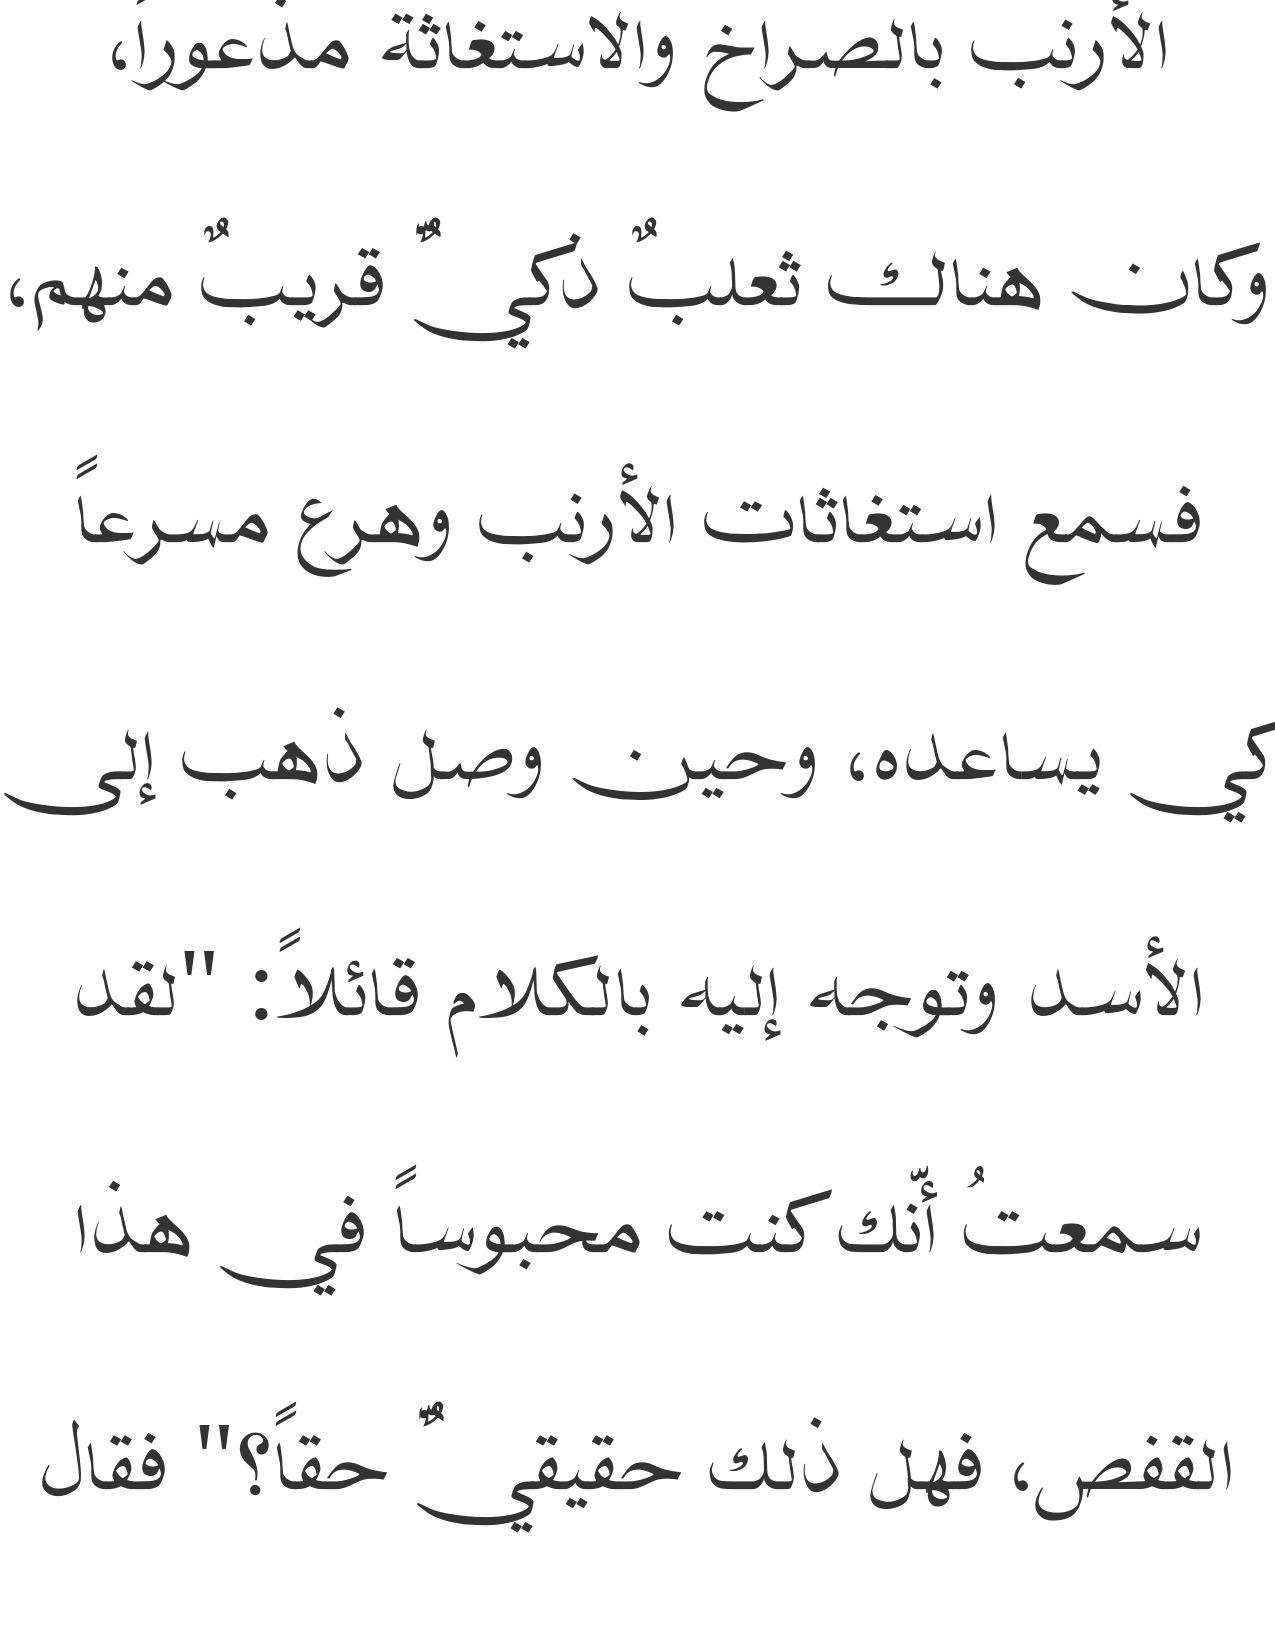 الأرنب بالصراخ والاستغاثة مذعوراً،
وكان هنالك ثعلبٌ ذكيٌّ قريبٌ منهم،
فسمع استغاثات الأرنب وهرع مسرعاً
كي يساعده، وحين وصل ذهب إلى
الأسد وتوجه إليه بالكلام قائلاً: "لقد
سمعتُ أنّك كنت محبوساً في هذا
القفص، فهل ذلك حقيقيٌّ حقاً؟" فقال